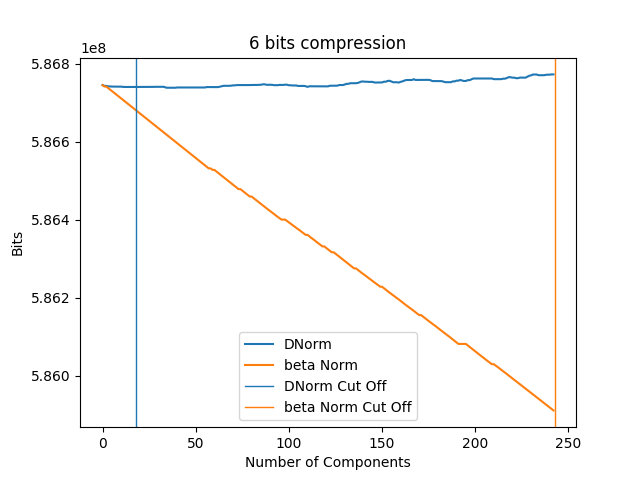 6 bits compression
1e8
5.868
5.866
5.864
5.862
5.860
Bits
DNorm
beta Norm
DNorm Cut Off
beta Norm Cut Off
0 50 100 150 200 250
Number of Components